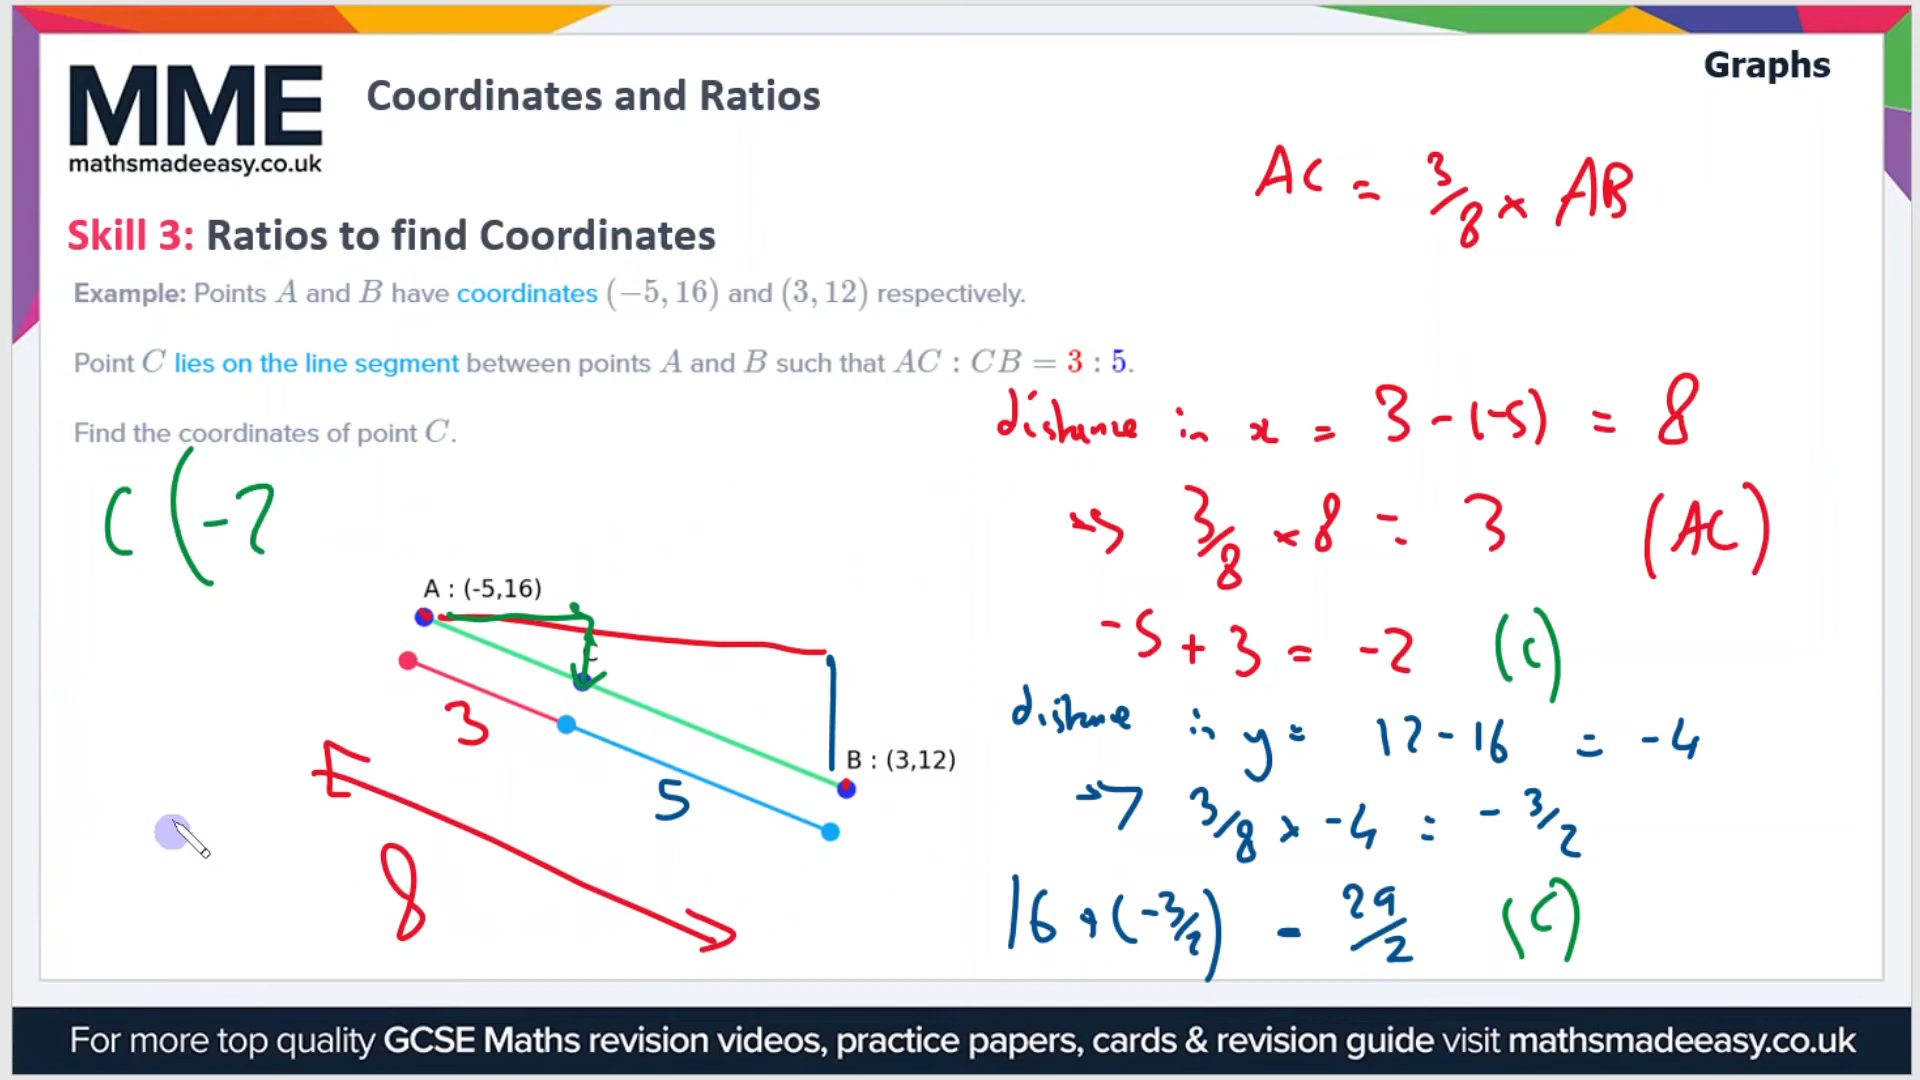 MME
mathsmadeeasy.co.uk
Coordinates and Ratios
Graphs
AC = 3/8 × AB
Skill 3: Ratios to find Coordinates
Example: Points A and B have coordinates (−5, 16) and (3, 12) respectively.
Point C lies on the line segment between points A and B such that AC : CB = 3 : 5.
Find the coordinates of point C.
C (-2
distance in x = 3 - (-5) = 8
→ 3/8 × 8 = 3 (AC)
-5 + 3 = -2 (C)
distance in y = 12 - 16 = -4
→ 3/8 × -4 = - 3/2
16 + (-3/2) = 29/2 (C)
A : (-5,16)
3
B : (3,12)
5
8
For more top quality GCSE Maths revision videos, practice papers, cards & revision guide visit mathsmadeeasy.co.uk